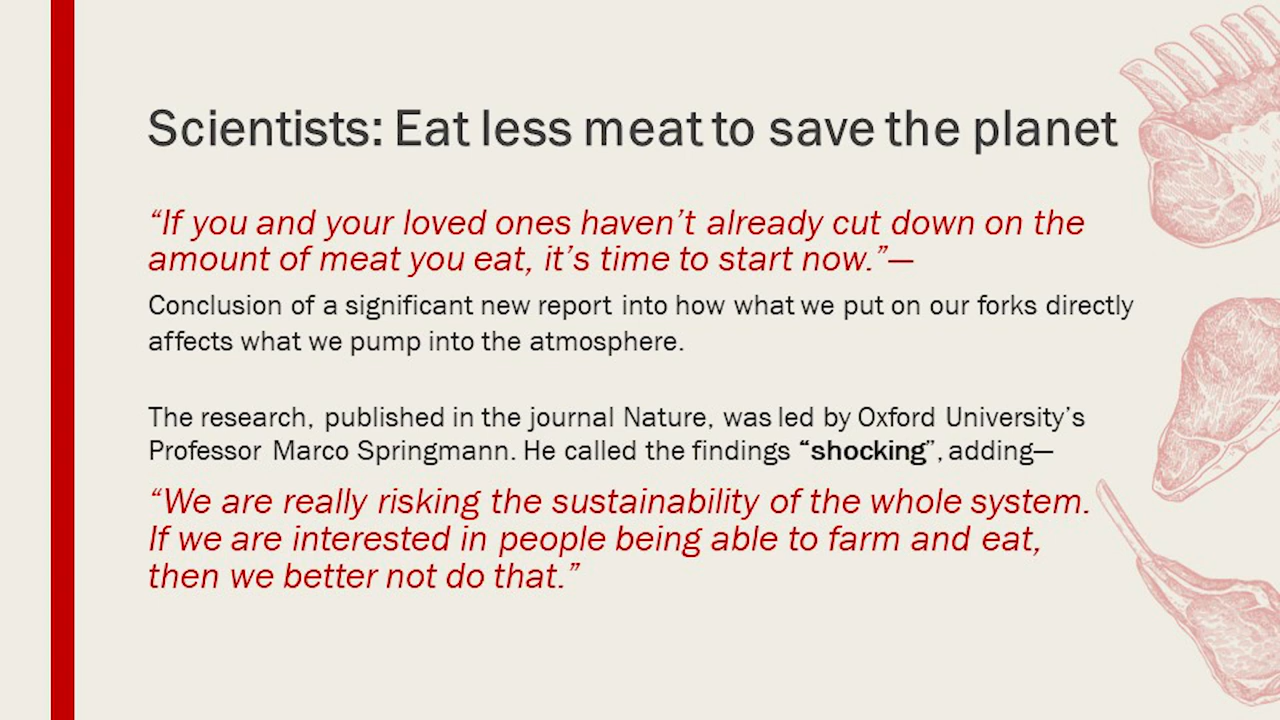 Scientists: Eat less meat to save the planet
“If you and your loved ones haven’t already cut down on the
amount of meat you eat, it’s time to start now.”—
Conclusion of a significant new report into how what we put on our forks directly
affects what we pump into the atmosphere.
The research, published in the journal Nature, was led by Oxford University’s
Professor Marco Springmann. He called the findings “shocking”, adding—
“We are really risking the sustainability of the whole system.
If we are interested in people being able to farm and eat,
then we better not do that.”